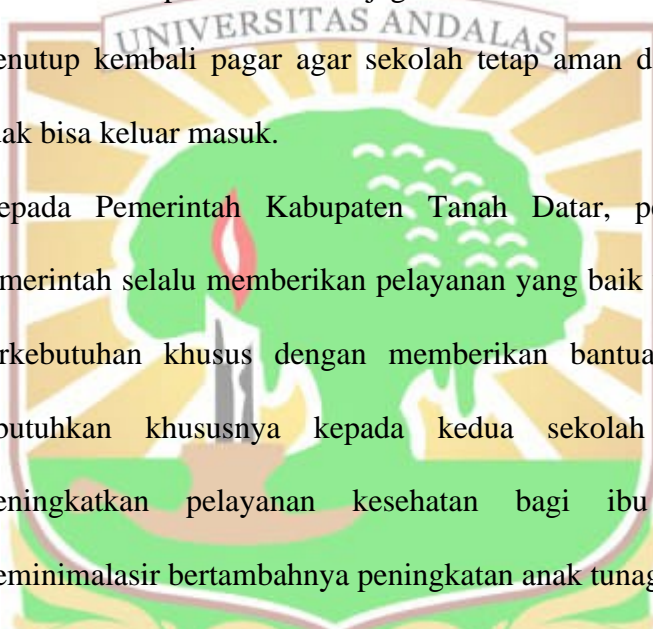 UNIVERSITAS ANDALAS
enutup kembali pagar agar sekolah tetap aman d
ak bisa keluar masuk.
epada Pemerintah Kabupaten Tanah Datar, p
merintah selalu memberikan pelayanan yang baik
rkebutuhan khusus dengan memberikan bantua
butuhkan khususnya kepada kedua sekolah
eningkatkan pelayanan kesehatan bagi ibu
eminimalasir bertambahnya peningkatan anak tunag